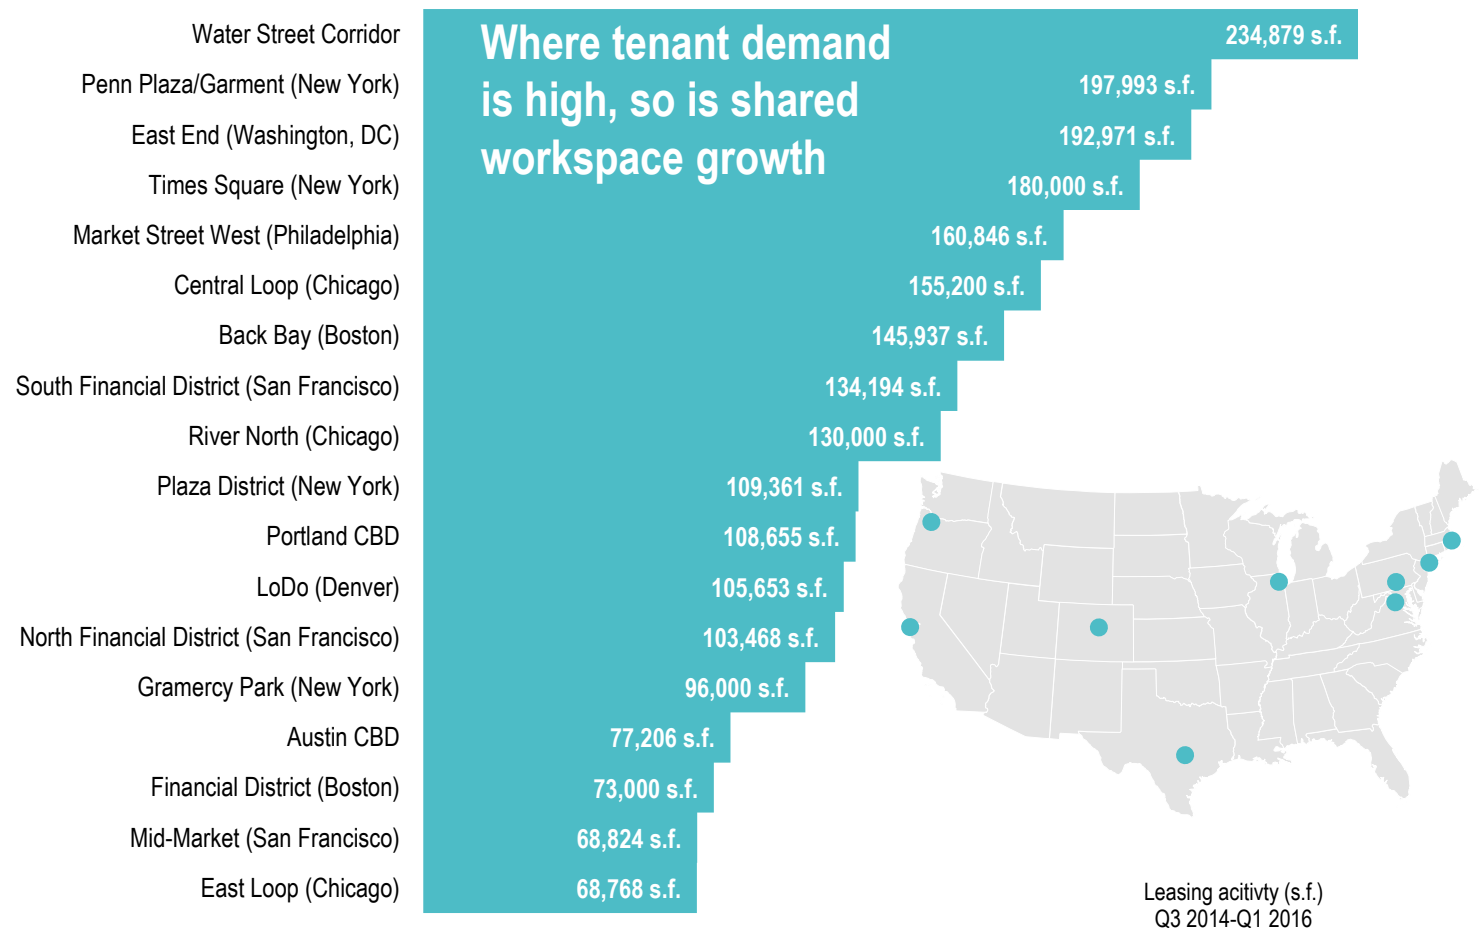 Where tenant demand
is high, so is shared
workspace growth
Water Street Corridor 234,879 s.f.
Penn Plaza/Garment (New York) 197,993 s.f.
East End (Washington, DC) 192,971 s.f.
Times Square (New York) 180,000 s.f.
Market Street West (Philadelphia) 160,846 s.f.
Central Loop (Chicago) 155,200 s.f.
Back Bay (Boston) 145,937 s.f.
South Financial District (San Francisco) 134,194 s.f.
River North (Chicago) 130,000 s.f.
Plaza District (New York) 109,361 s.f.
Portland CBD 108,655 s.f.
LoDo (Denver) 105,653 s.f.
North Financial District (San Francisco) 103,468 s.f.
Gramercy Park (New York) 96,000 s.f.
Austin CBD 77,206 s.f.
Financial District (Boston) 73,000 s.f.
Mid-Market (San Francisco) 68,824 s.f.
East Loop (Chicago) 68,768 s.f.
Leasing acitivty (s.f.)
Q3 2014-Q1 2016